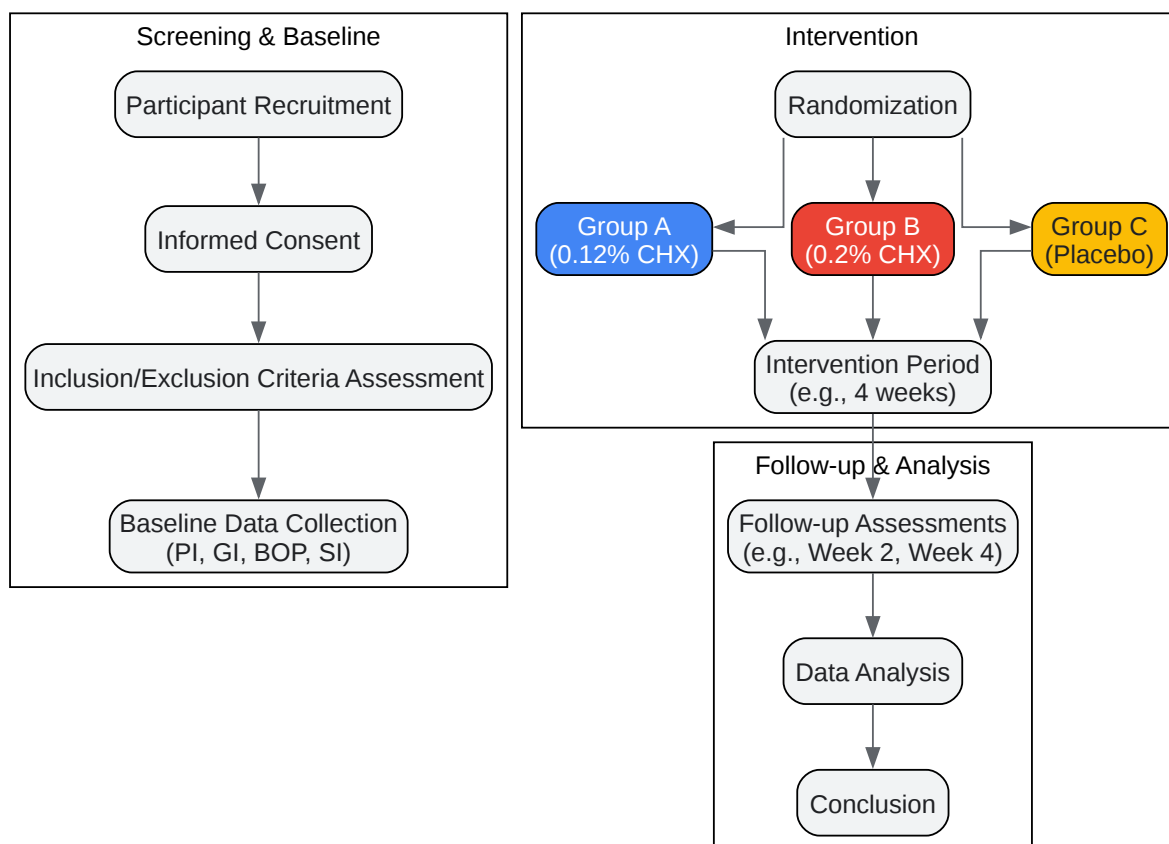 Screening & Baseline
Participant Recruitment
Informed Consent
Inclusion/Exclusion Criteria Assessment
Baseline Data Collection
(PI, GI, BOP, SI)
Intervention
Randomization
Group A
(0.12% CHX)
Group B
(0.2% CHX)
Group C
(Placebo)
Intervention Period
(e.g., 4 weeks)
Follow-up & Analysis
Follow-up Assessments
(e.g., Week 2, Week 4)
Data Analysis
Conclusion